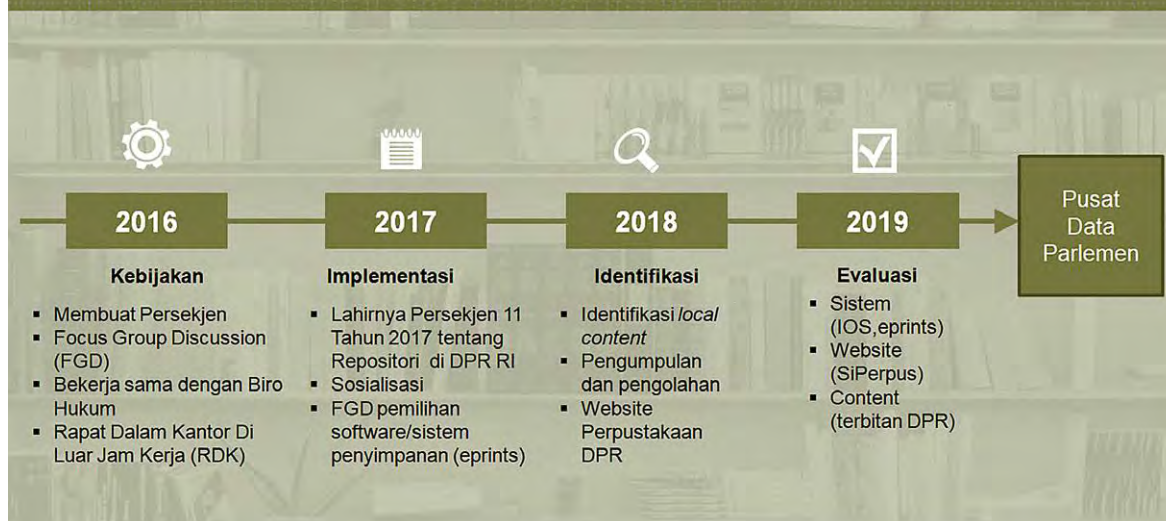 2016
Kebijakan
▪ Membuat Persekjen
▪ Focus Group Discussion
(FGD)
▪ Bekerja sama dengan Biro
Hukum
▪ Rapat Dalam Kantor Di
Luar Jam Kerja (RDK)
2017
Implementasi
▪ Lahirnya Persekjen 11
Tahun 2017 tentang
Repositori di DPR RI
▪ Sosialisasi
▪ FGD pemilihan
software/sistem
penyimpanan (eprints)
2018
Identifikasi
▪ Identifikasi local
content
▪ Pengumpulan
dan pengolahan
▪ Website
Perpustakaan
DPR
2019
Evaluasi
▪ Sistem
(IOS,eprints)
▪ Website
(SiPerpus)
▪ Content
(terbitan DPR)
Pusat
Data
Parlemen